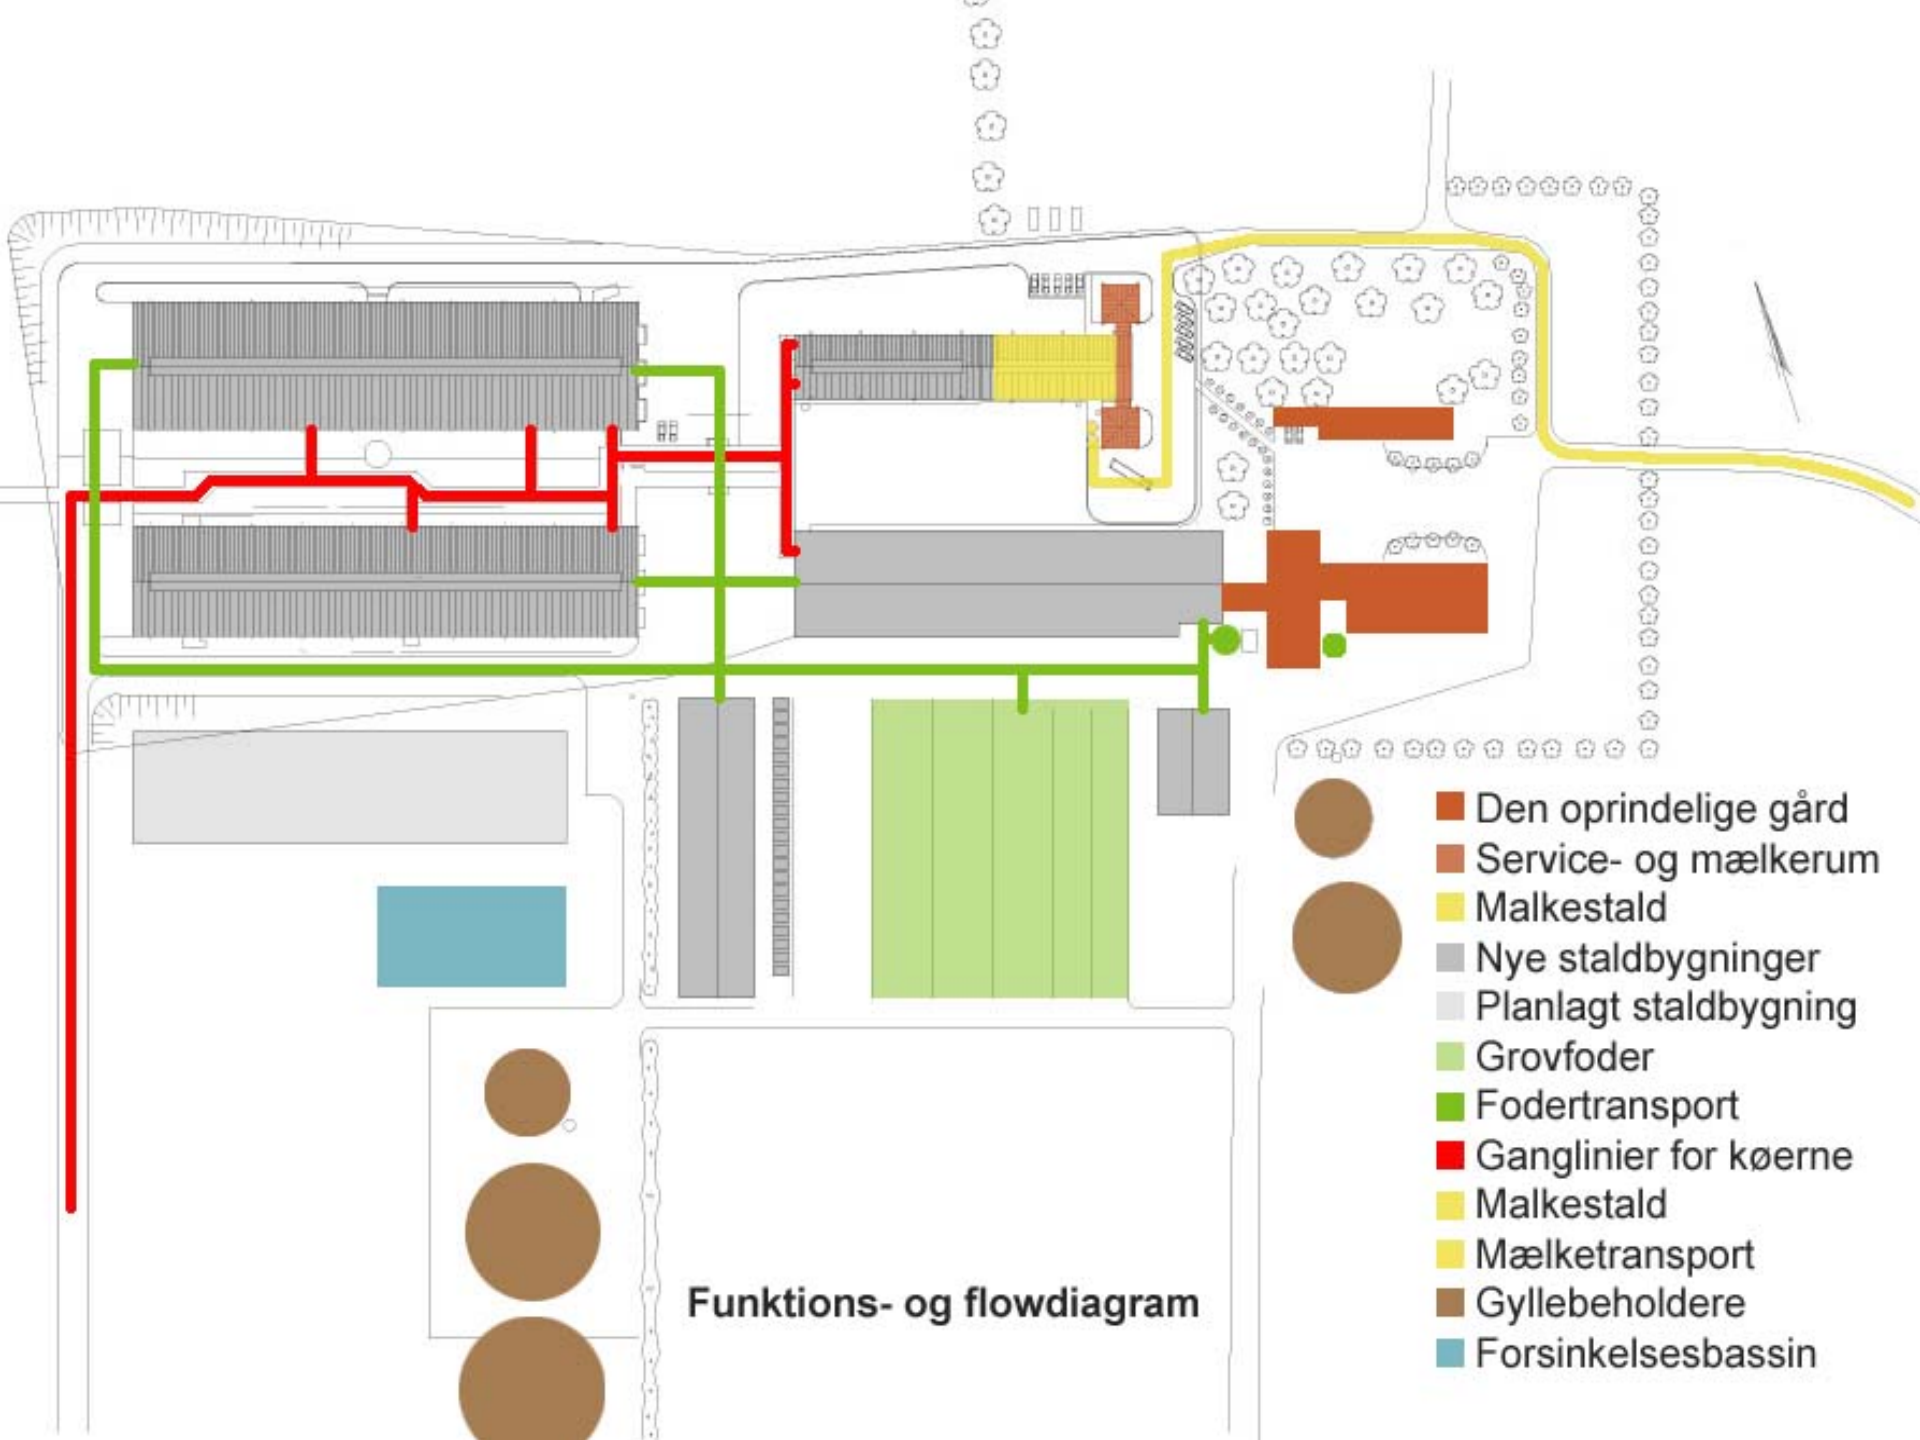 Den oprindelige gård
Service- og mælkerum
Malkestald
Nye staldbygninger
Planlagt staldbygning
Grovfoder
Fodertransport
Ganglinier for køerne
Malkestald
Mælketransport
Gyllebeholdere
Forsinkelsesbassin
Funktions- og flowdiagram